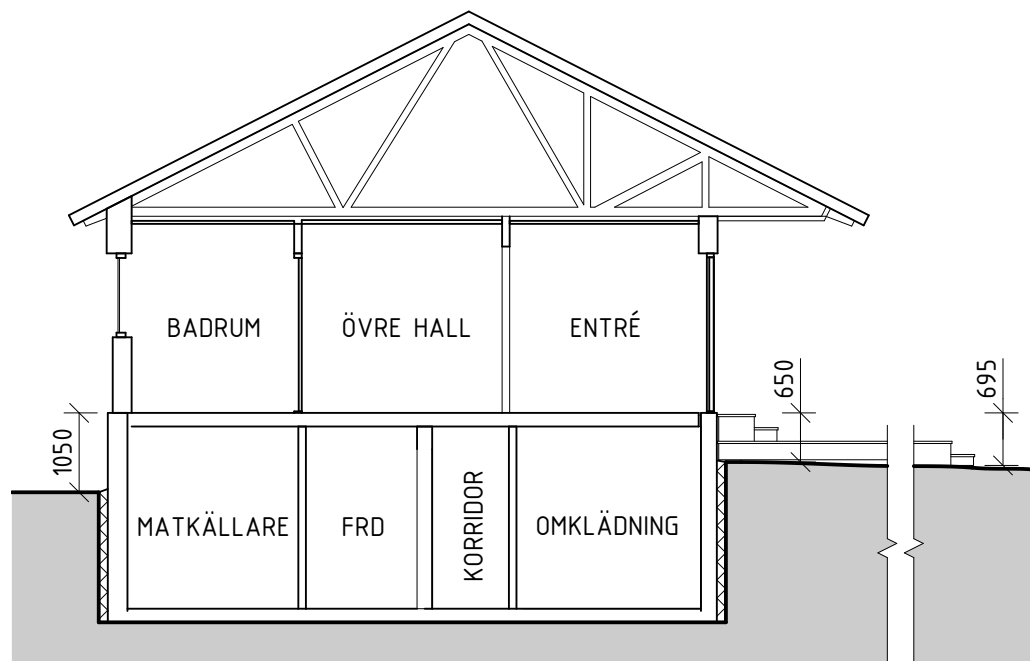 BADRUM
ÖVRE HALL
ENTRÉ
650
695
1050
MATKÄLLARE
FRD
KORRIDOR
OMKLÄDNING